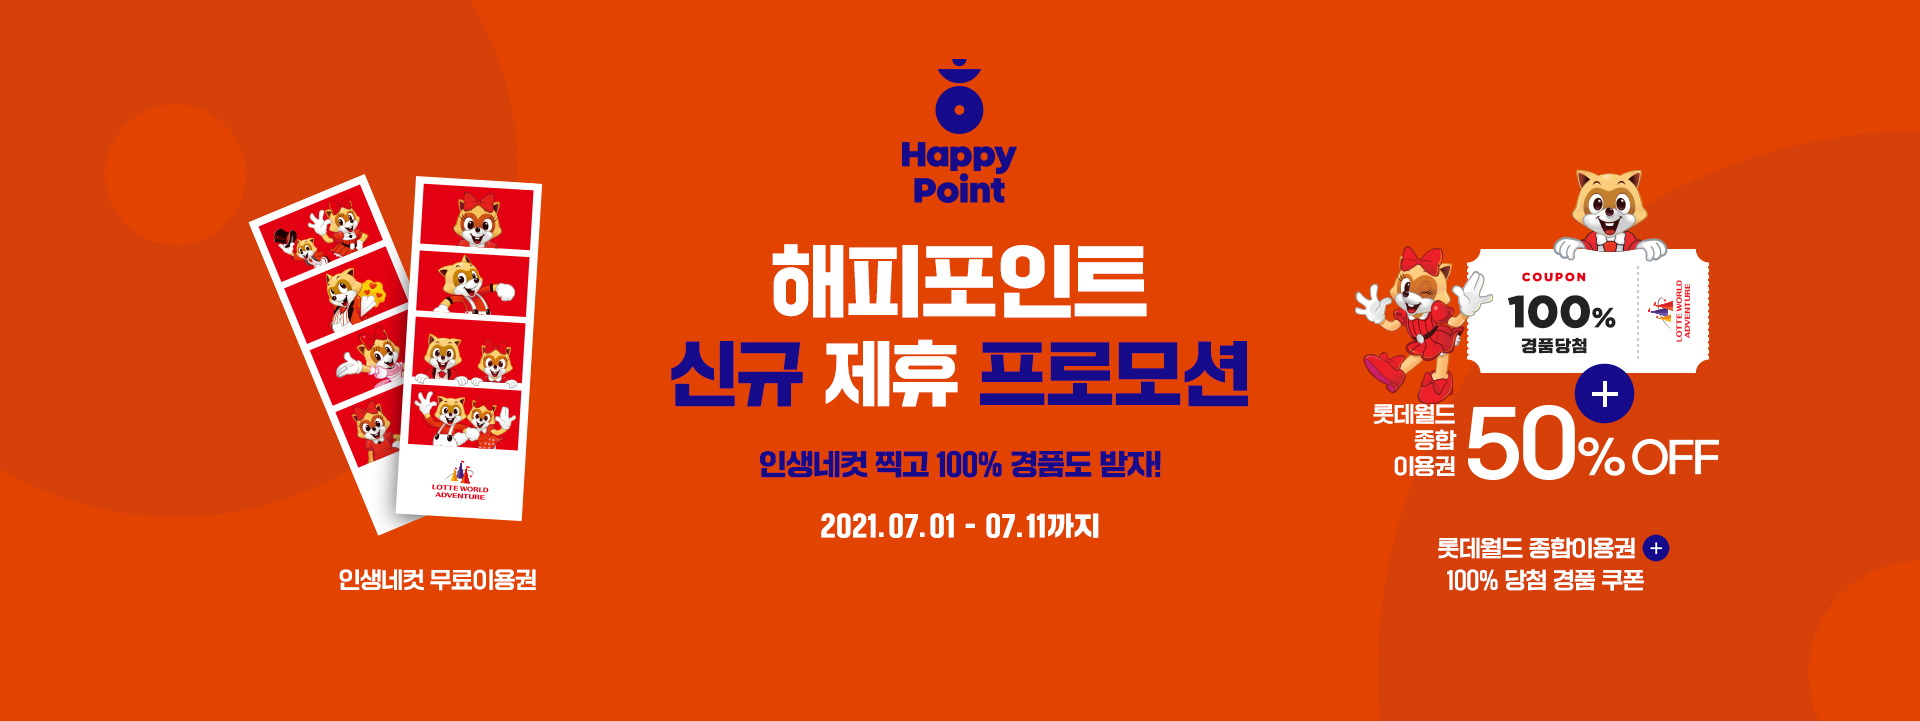 Happy
Point
해피포인트
신규 제휴 프로모션
인생네컷 찍고 100% 경품도 받자!
2021.07.01 - 07.11까지
LOTTE WORLD
ADVENTURE
인생네컷 무료이용권
COUPON
100%
경품당첨
LOTTE WORLD
ADVENTURE
롯데월드
종합
이용권
50% OFF
롯데월드 종합이용권 +
100% 당첨 경품 쿠폰